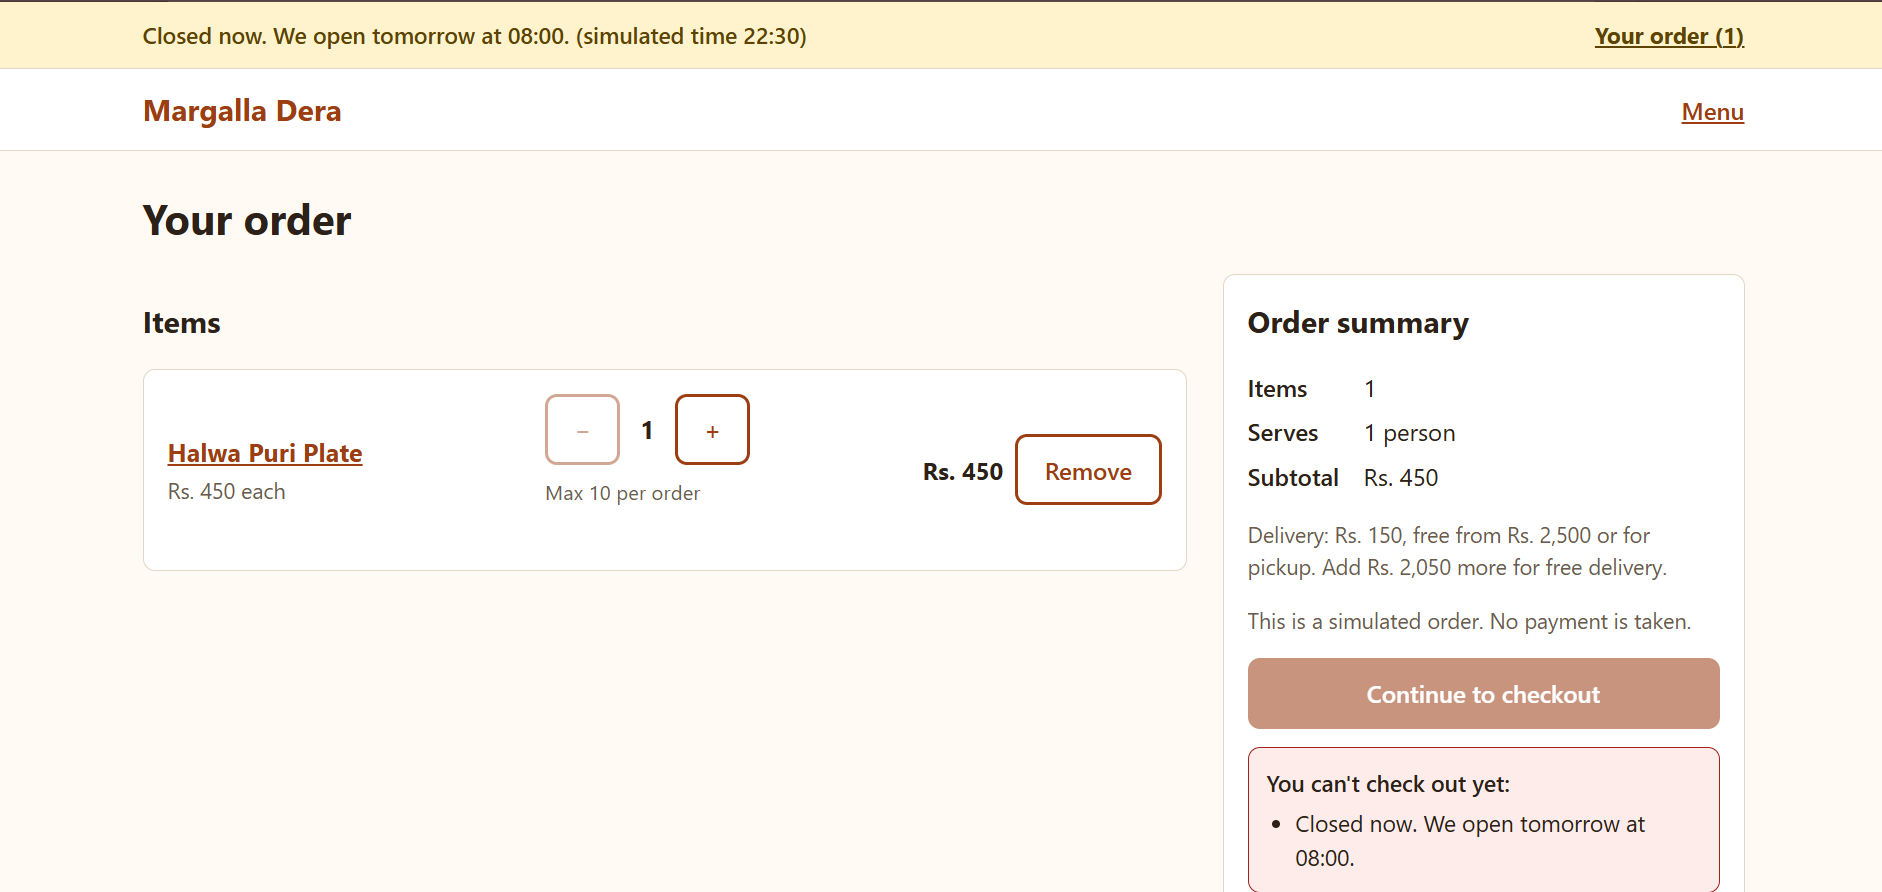 Closed now. We open tomorrow at 08:00. (simulated time 22:30)
Your order (1)
Margalla Dera
Menu
Your order
Items
Halwa Puri Plate
Rs. 450 each
− 1 +
Max 10 per order
Rs. 450
Remove
Order summary
Items 1
Serves 1 person
Subtotal Rs. 450
Delivery: Rs. 150, free from Rs. 2,500 or for
pickup. Add Rs. 2,050 more for free delivery.
This is a simulated order. No payment is taken.
Continue to checkout
You can't check out yet:
• Closed now. We open tomorrow at
08:00.